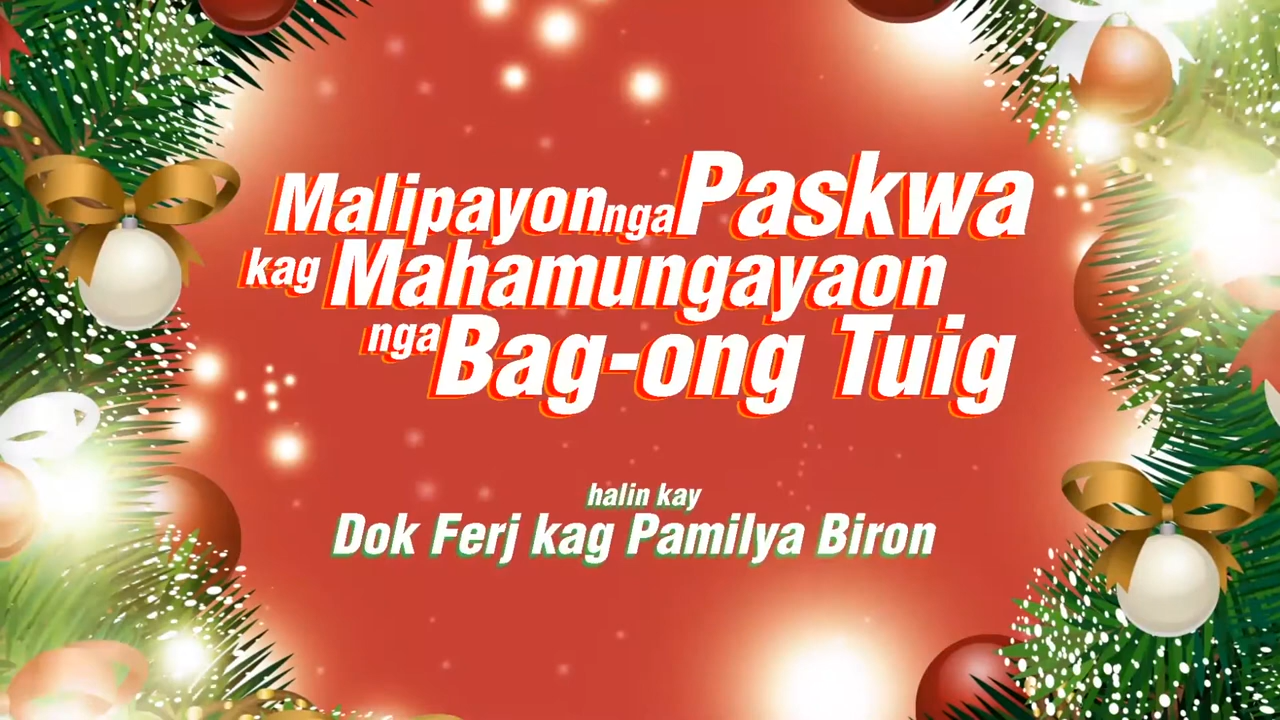 Malipayon nga Paskwa
kag Mahamungayaon
nga Bag-ong Tuig
halin kay
Dok Ferj kag Pamilya Biron